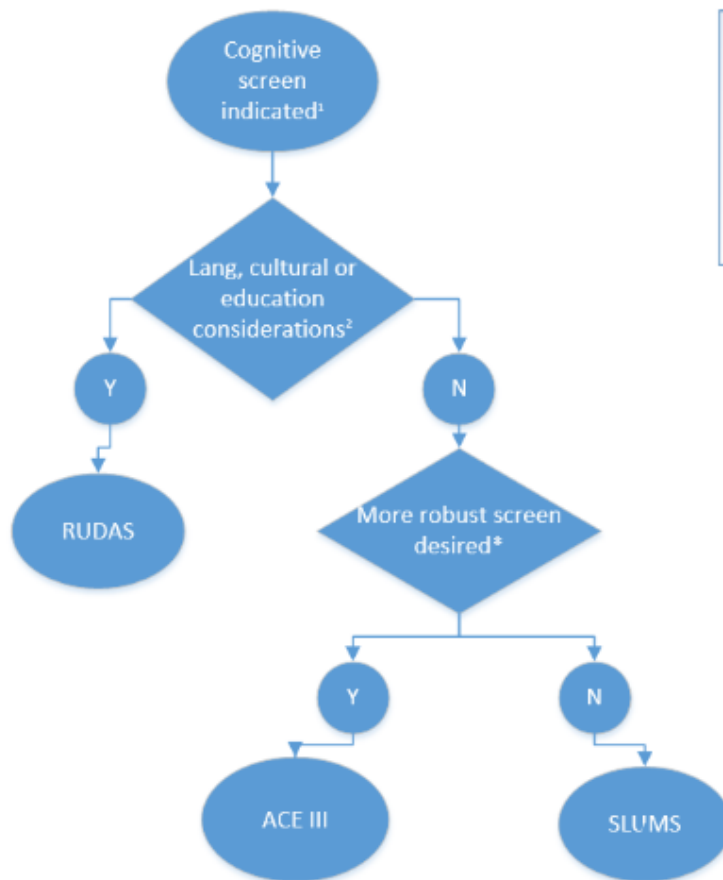 Cognitive
screen
indicated¹
Lang, cultural or
education
considerations²
Y
N
RUDAS
More robust screen
desired*
Y
N
ACE III
SLUMS